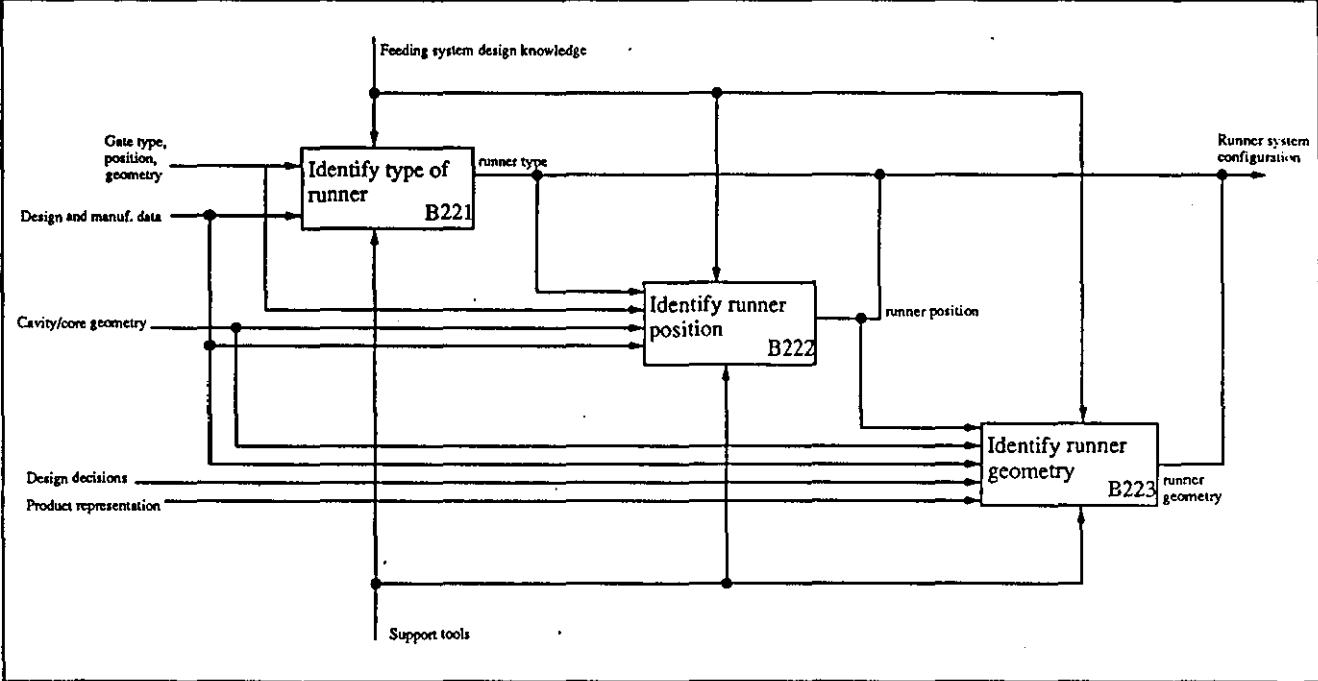 Feeding system design knowledge
Gate type,
position,
geometry
Identify type of
runner
B221
runner type
Runner system
configuration
Design and manuf. data
Cavity/core geometry
Identify runner
position
B222
runner position
Identify runner
geometry
B223
runner
geometry
Design decisions
Product representation
Support tools